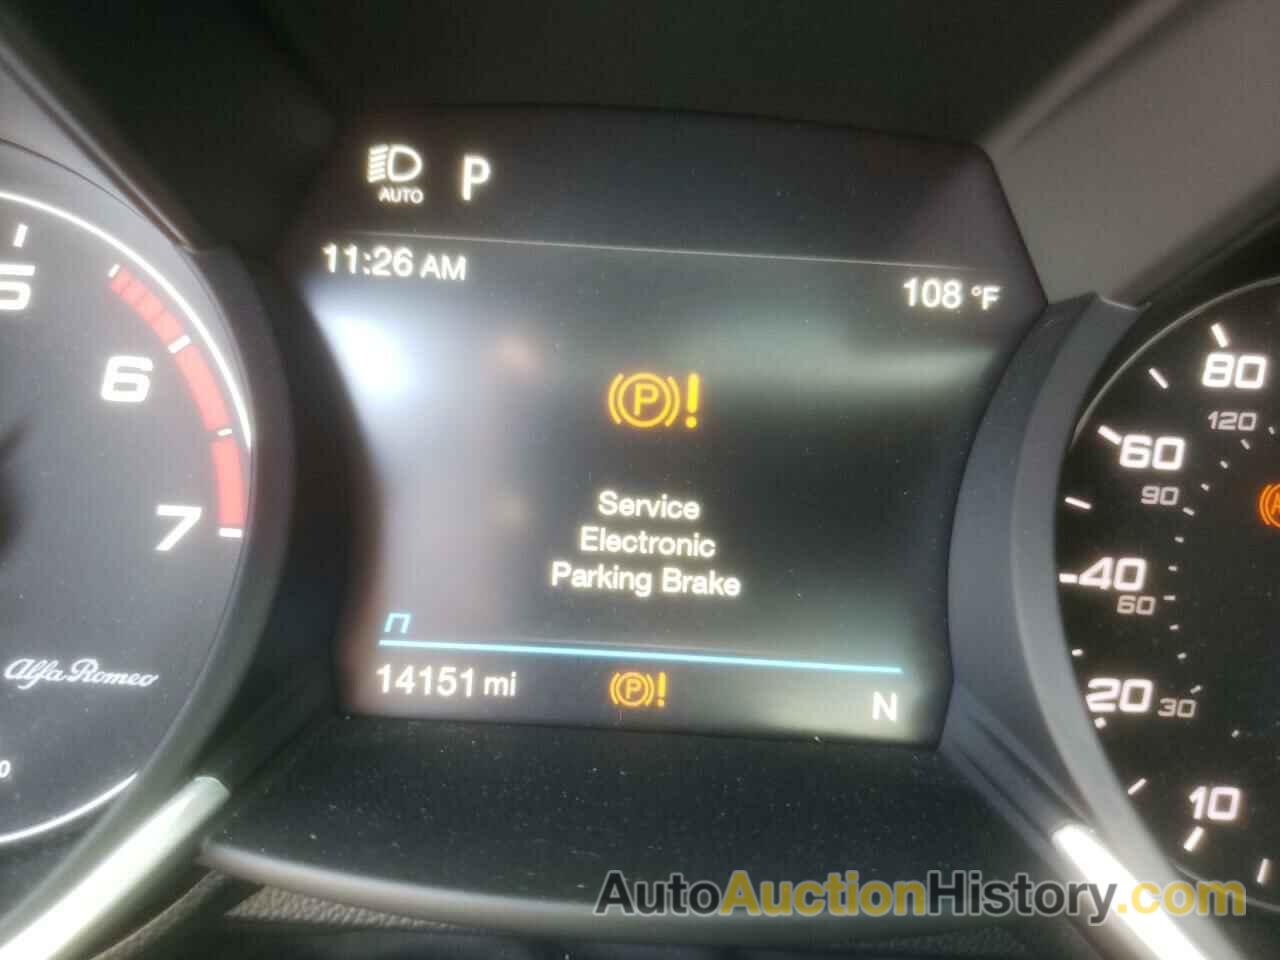 AUTO P
11:26 AM
108 °F
5
6
7
Alfa Romeo
0
(P)!
Service
Electronic
Parking Brake
14151 mi
(P)!
N
80
120
60
90
40
60
20
30
10
AutoAuctionHistory.com